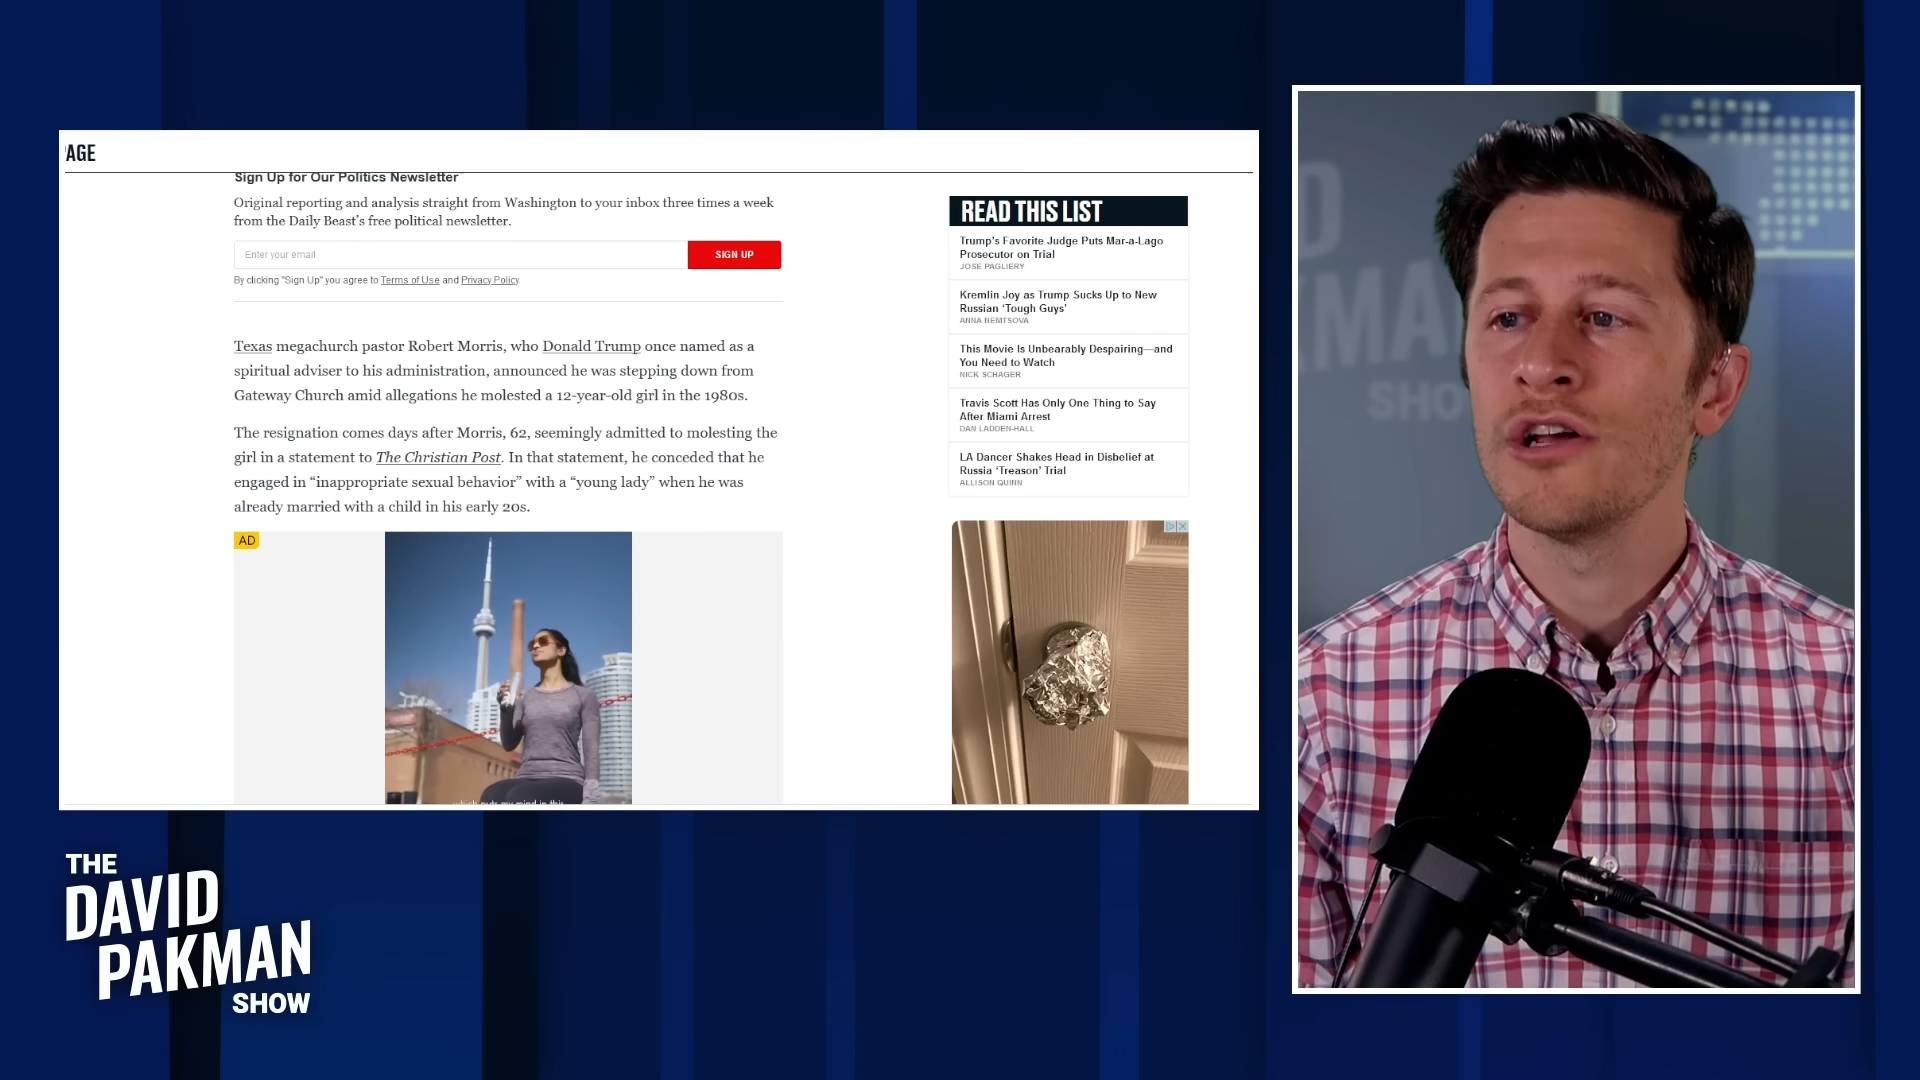 AGE
Sign Up for Our Politics Newsletter
Original reporting and analysis straight from Washington to your inbox three times a week
from the Daily Beast's free political newsletter.
Enter your email
SIGN UP
By clicking "Sign Up" you agree to Terms of Use and Privacy Policy.
Texas megachurch pastor Robert Morris, who Donald Trump once named as a
spiritual adviser to his administration, announced he was stepping down from
Gateway Church amid allegations he molested a 12-year-old girl in the 1980s.
The resignation comes days after Morris, 62, seemingly admitted to molesting the
girl in a statement to The Christian Post. In that statement, he conceded that he
engaged in “inappropriate sexual behavior” with a “young lady” when he was
already married with a child in his early 20s.
AD
which puts my mind in this
READ THIS LIST
Trump's Favorite Judge Puts Mar-a-Lago
Prosecutor on Trial
JOSE PAGLIERY
Kremlin Joy as Trump Sucks Up to New
Russian ‘Tough Guys’
ANNA NEMTSOVA
This Movie Is Unbearably Despairing—and
You Need to Watch
NICK SCHAGER
Travis Scott Has Only One Thing to Say
After Miami Arrest
DAN LADDEN-HALL
LA Dancer Shakes Head in Disbelief at
Russia ‘Treason’ Trial
ALLISON QUINN
D
KMA
SHO
THE
DAVID
PAKMAN
SHOW